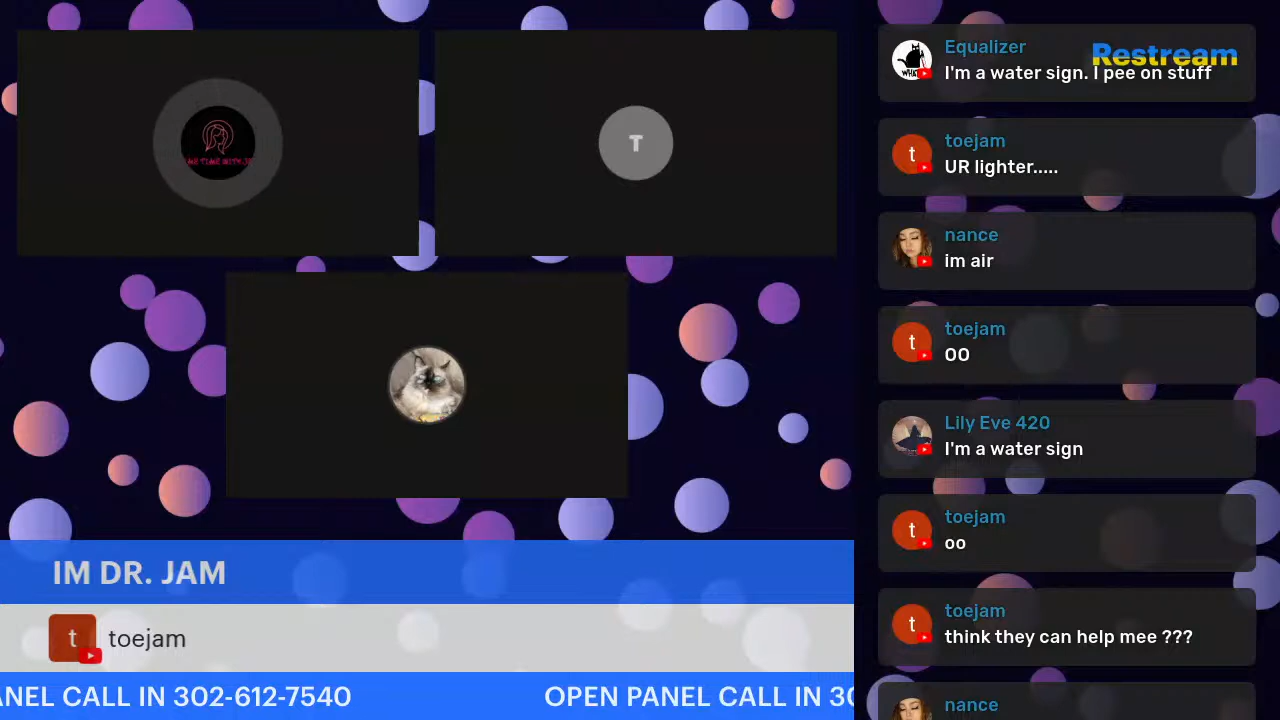 T
IM DR. JAM
t
toejam
ANEL CALL IN 302-612-7540
OPEN PANEL CALL IN 30
Restream
Equalizer
I'm a water sign. I pee on stuff
t
toejam
UR lighter.....
nance
im air
t
toejam
OO
Lily Eve 420
I'm a water sign
t
toejam
oo
t
toejam
think they can help mee ???
nance